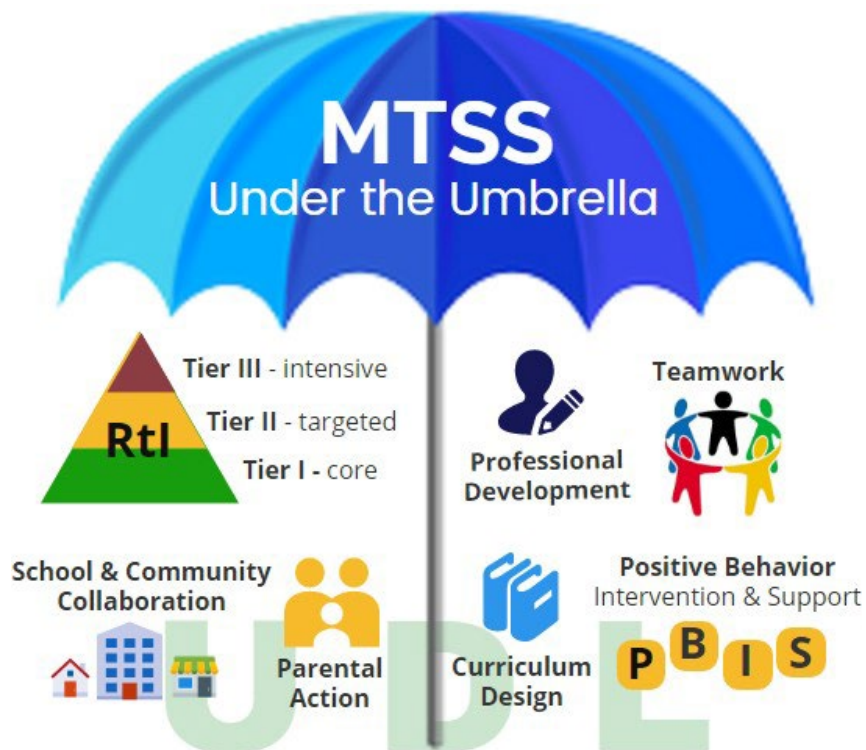 MTSS
Under the Umbrella
RtI
Tier III - intensive
Tier II - targeted
Tier I - core
Professional
Development
Teamwork
School & Community
Collaboration
Parental
Action
Curriculum
Design
Positive Behavior
Intervention & Support
P B I S
U D L